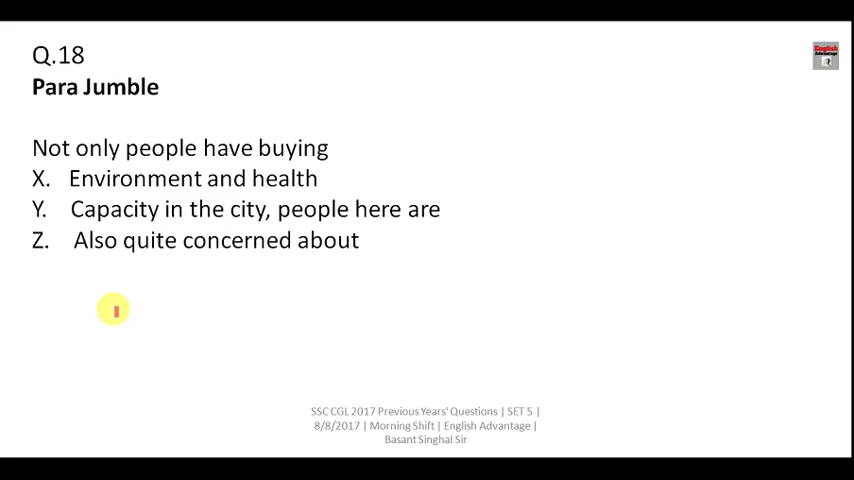 Q.18
English
Advantage
Para Jumble
Not only people have buying
X. Environment and health
Y. Capacity in the city, people here are
Z. Also quite concerned about
SSC CGL 2017 Previous Years' Questions | SET 5 |
8/8/2017 | Morning Shift | English Advantage |
Basant Singhal Sir